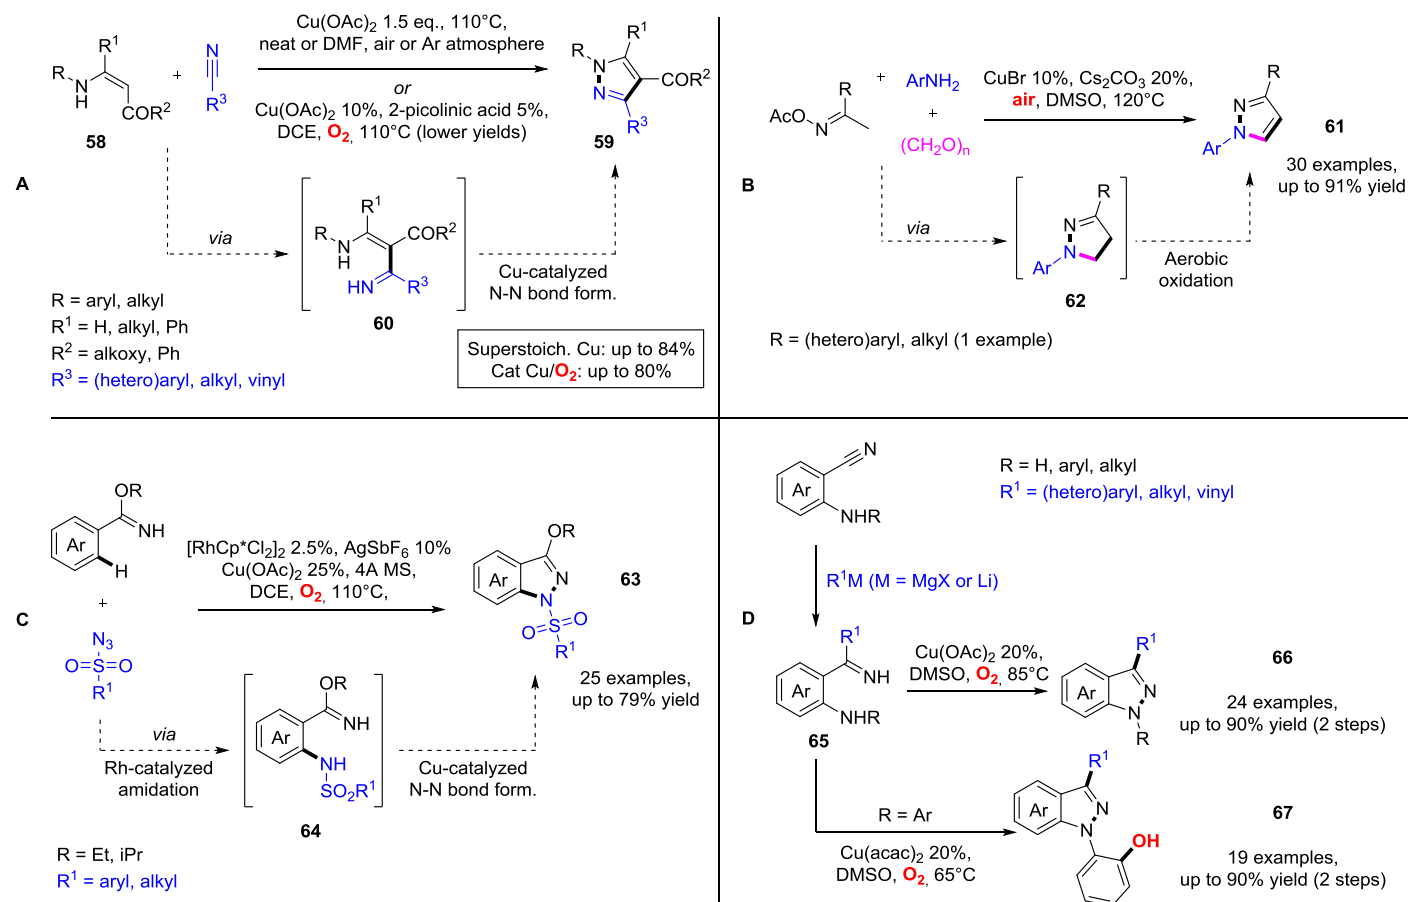 A
R
N
H
R¹
COR²
58
+
N
R³
Cu(OAc)₂ 1.5 eq., 110°C,
neat or DMF, air or Ar atmosphere
or
Cu(OAc)₂ 10%, 2-picolinic acid 5%,
DCE, O₂, 110°C (lower yields)
R
N
N
R¹
COR²
R³
59
via
R¹
R
N
H
COR²
HN
R³
60
Cu-catalyzed
N-N bond form.
R = aryl, alkyl
R¹ = H, alkyl, Ph
R² = alkoxy, Ph
R³ = (hetero)aryl, alkyl, vinyl
Superstoich. Cu: up to 84%
Cat Cu/O₂: up to 80%
B
AcO
N
R
+
ArNH₂
+
(CH₂O)ₙ
CuBr 10%, Cs₂CO₃ 20%,
air, DMSO, 120°C
R
N
N
Ar
61
30 examples,
up to 91% yield
via
R
N
N
Ar
62
Aerobic
oxidation
R = (hetero)aryl, alkyl (1 example)
C
OR
NH
Ar
H
+
N₃
O=S=O
R¹
[RhCp*Cl₂]₂ 2.5%, AgSbF₆ 10%
Cu(OAc)₂ 25%, 4A MS,
DCE, O₂, 110°C,
OR
Ar
N
N
O=S=O
R¹
63
25 examples,
up to 79% yield
via
Rh-catalyzed
amidation
OR
NH
Ar
NH
SO₂R¹
64
Cu-catalyzed
N-N bond form.
R = Et, iPr
R¹ = aryl, alkyl
D
N
Ar
NHR
R = H, aryl, alkyl
R¹ = (hetero)aryl, alkyl, vinyl
R¹M (M = MgX or Li)
R¹
NH
Ar
NHR
65
Cu(OAc)₂ 20%,
DMSO, O₂, 85°C
R¹
Ar
N
N
R
66
24 examples,
up to 90% yield (2 steps)
R = Ar
Cu(acac)₂ 20%,
DMSO, O₂, 65°C
R¹
Ar
N
N
OH
67
19 examples,
up to 90% yield (2 steps)